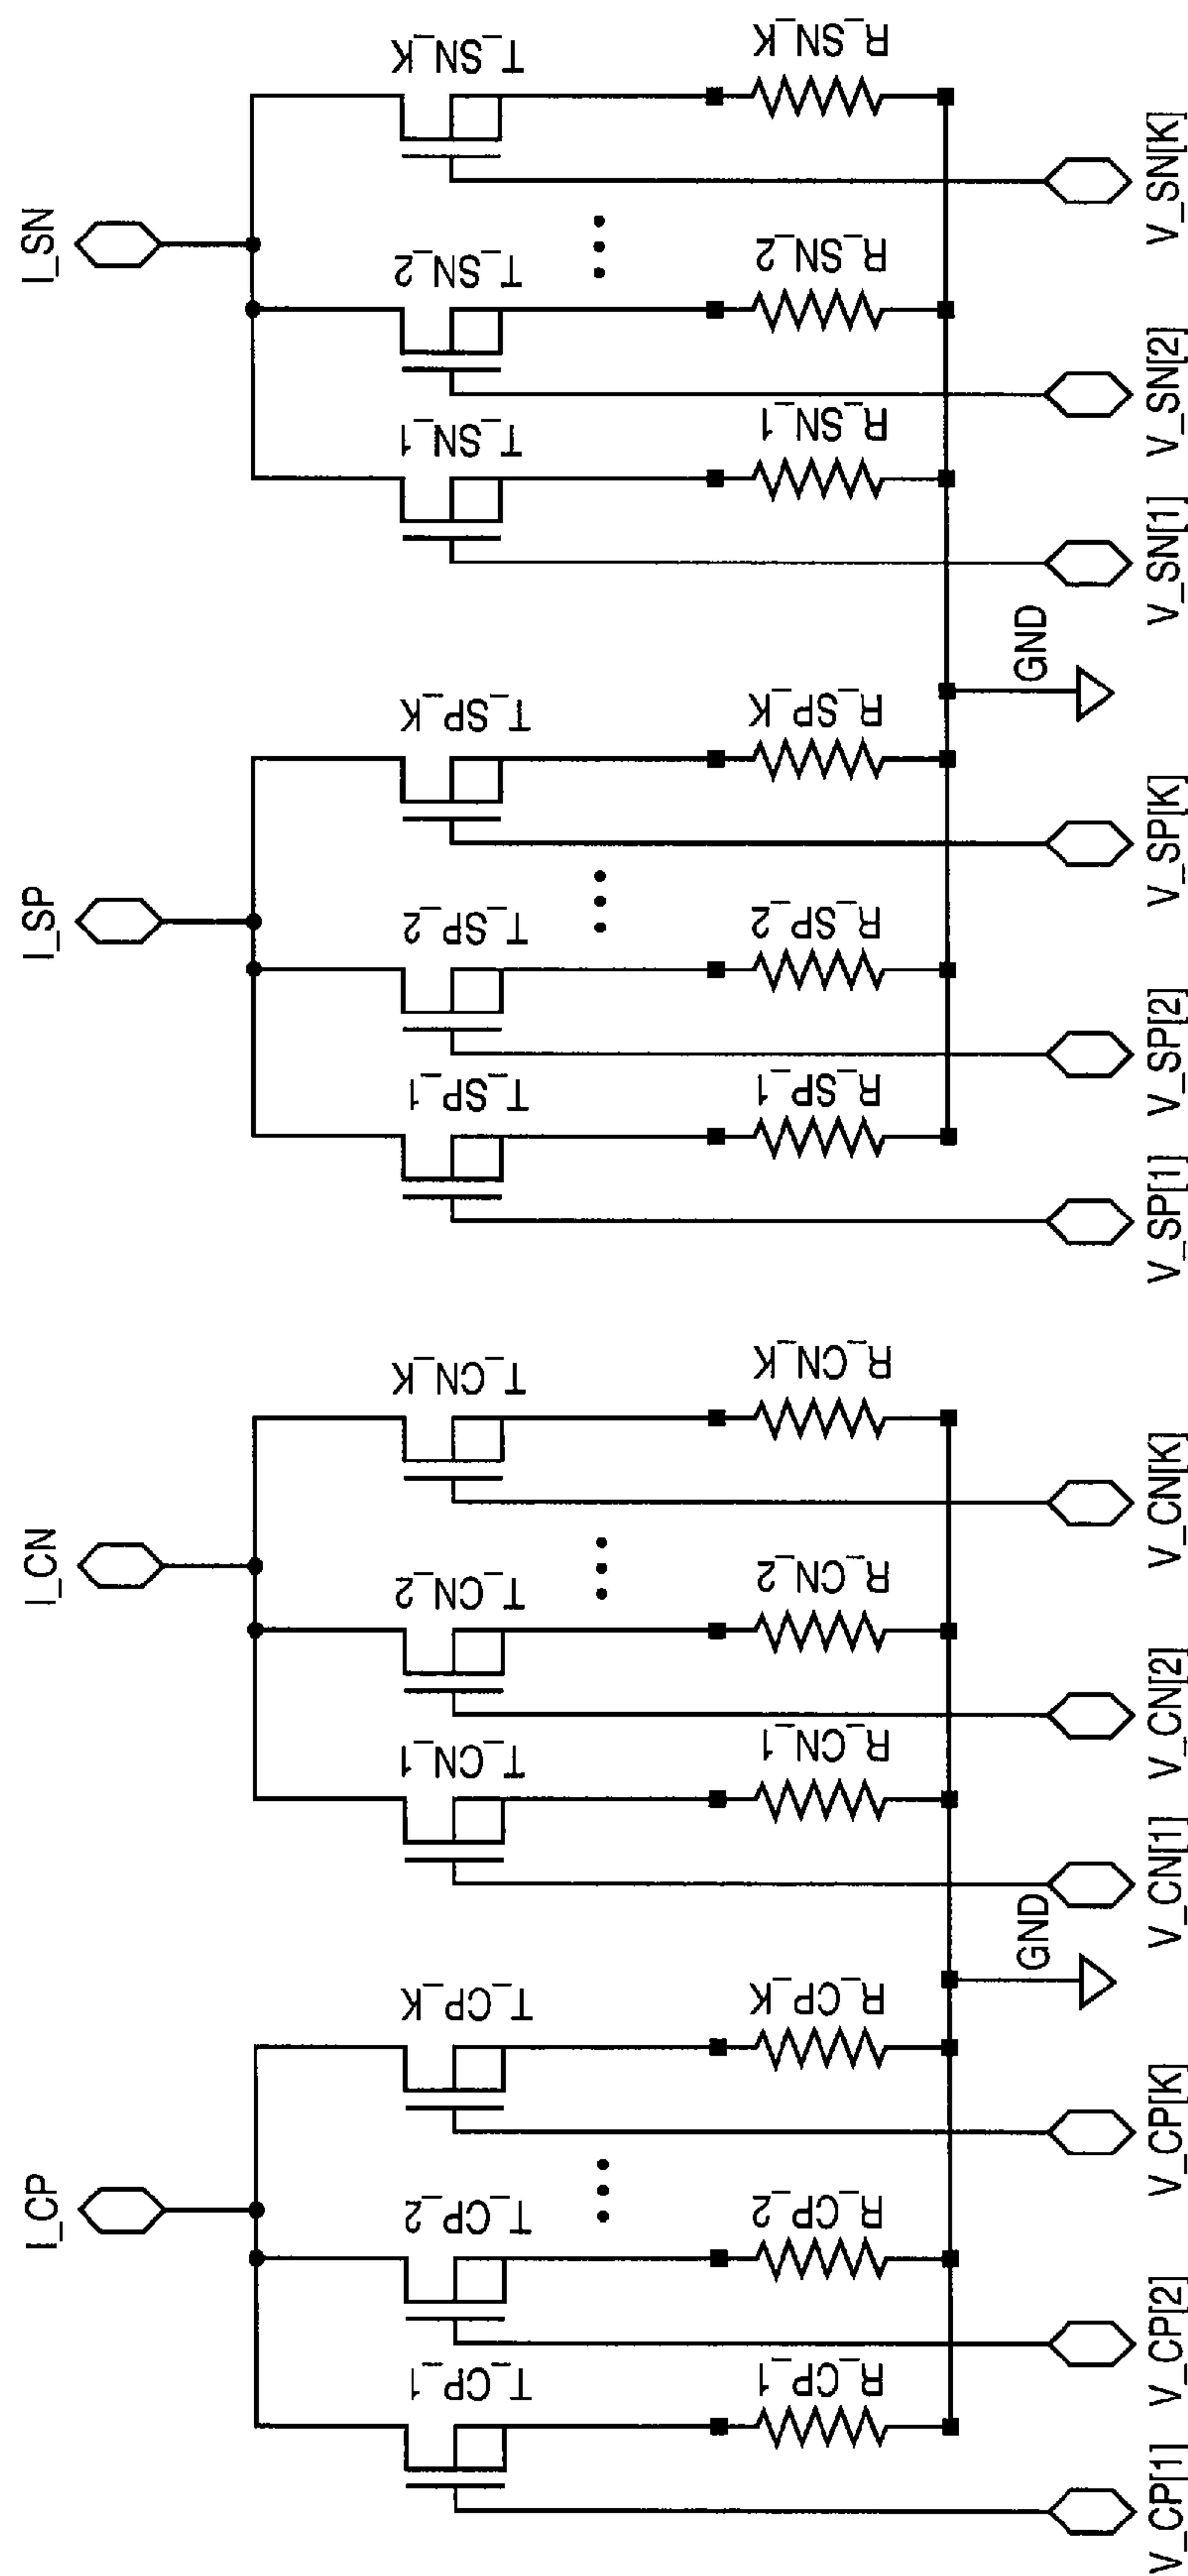 I_CP
I_CN
I_SP
I_SN
T_CP_1
T_CP_2
T_CP_K
T_CN_1
T_CN_2
T_CN_K
T_SP_1
T_SP_2
T_SP_K
T_SN_1
T_SN_2
T_SN_K
R_CP_1
R_CP_2
R_CP_K
R_CN_1
R_CN_2
R_CN_K
R_SP_1
R_SP_2
R_SP_K
R_SN_1
R_SN_2
R_SN_K
GND
GND
V_CP[1]
V_CP[2]
V_CP[K]
V_CN[1]
V_CN[2]
V_CN[K]
V_SP[1]
V_SP[2]
V_SP[K]
V_SN[1]
V_SN[2]
V_SN[K]